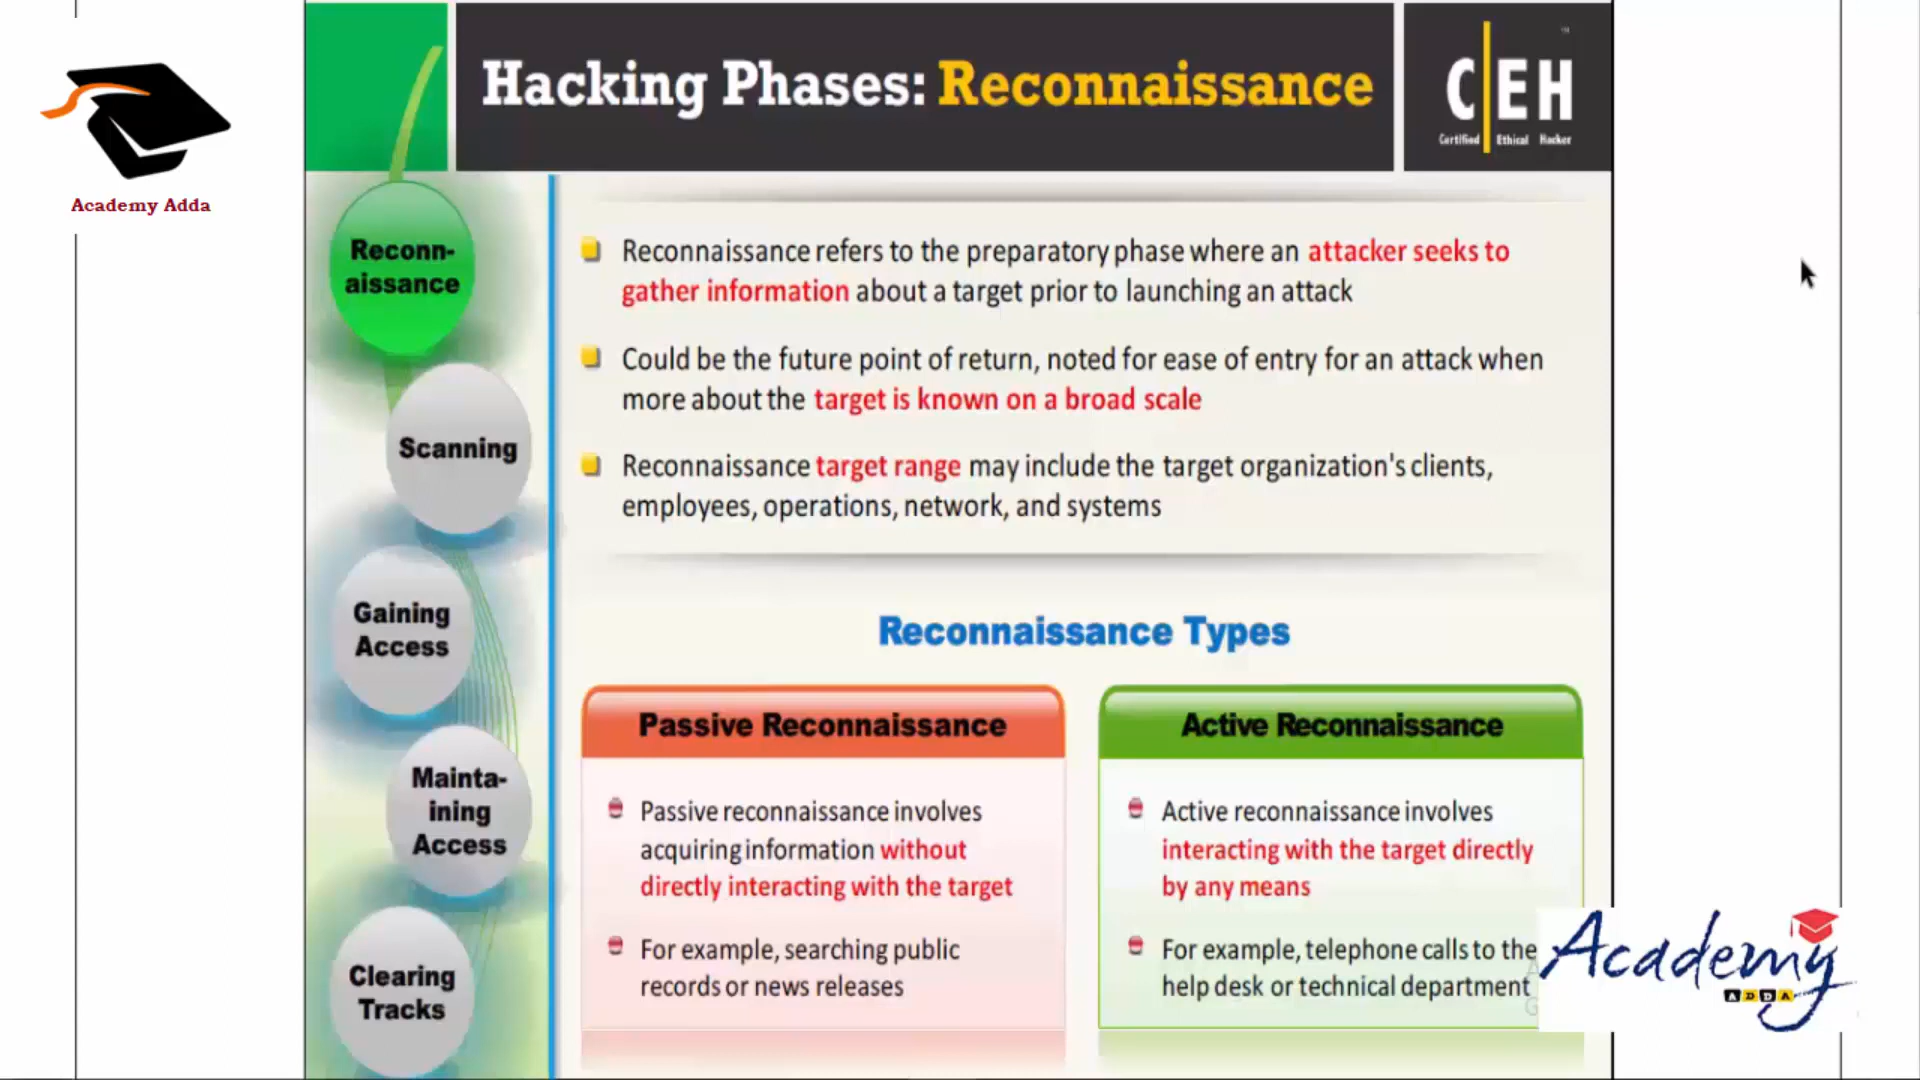 Hacking Phases: Reconnaissance
C|EH
™
Certified Ethical Hacker
Academy Adda
Reconn-
aissance
Scanning
Gaining
Access
Mainta-
ining
Access
Clearing
Tracks
Reconnaissance refers to the preparatory phase where an attacker seeks to
gather information about a target prior to launching an attack
Could be the future point of return, noted for ease of entry for an attack when
more about the target is known on a broad scale
Reconnaissance target range may include the target organization's clients,
employees, operations, network, and systems
Reconnaissance Types
Passive Reconnaissance
Passive reconnaissance involves
acquiring information without
directly interacting with the target
For example, searching public
records or news releases
Active Reconnaissance
Active reconnaissance involves
interacting with the target directly
by any means
For example, telephone calls to the
help desk or technical department
Academy
ADDA